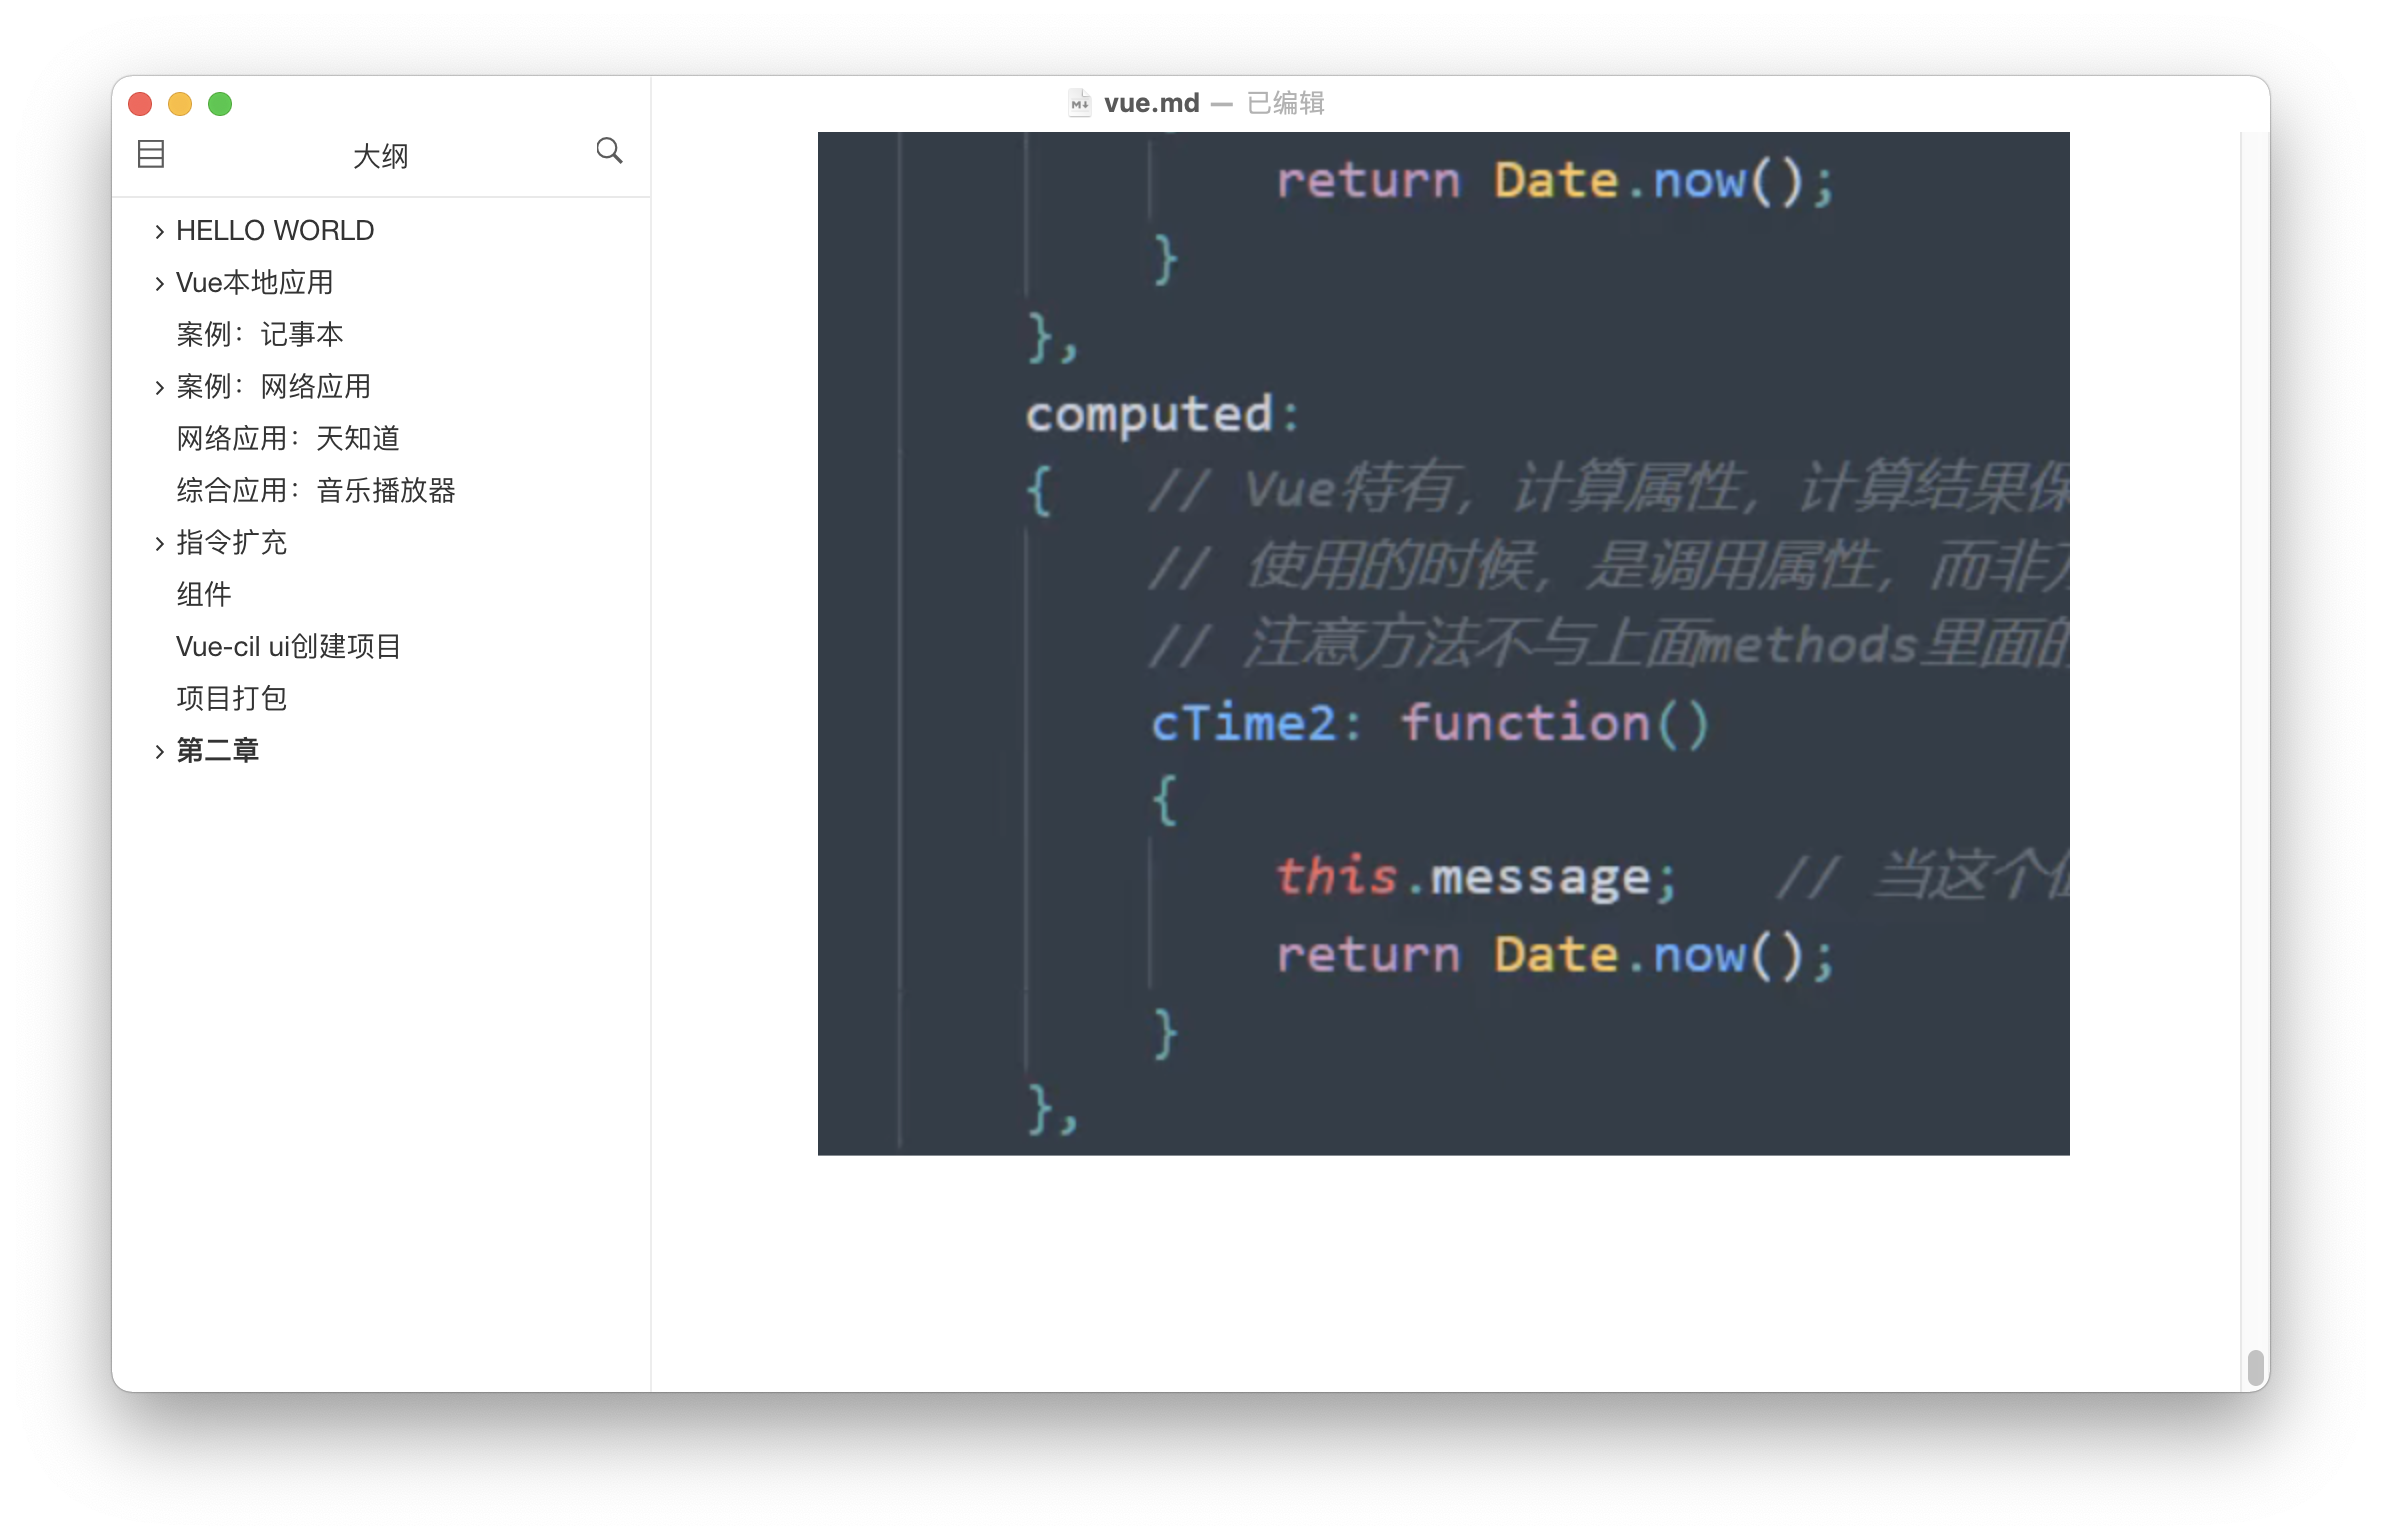 vue.md — 已编辑
大纲
HELLO WORLD
Vue本地应用
案例：记事本
案例：网络应用
网络应用：天知道
综合应用：音乐播放器
指令扩充
组件
Vue-cil ui创建项目
项目打包
第二章
return Date.now();
}
},
computed:
{ // Vue特有，计算属性，计算结果保
// 使用的时候，是调用属性，而非
// 注意方法不与上面methods里面的
cTime2: function()
{
this.message; // 当这个
return Date.now();
}
},